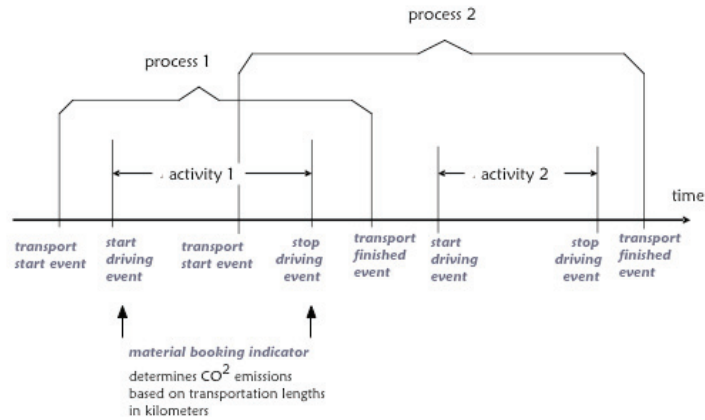 process 2
process 1
activity 1
activity 2
time
transport
start event
start
driving
event
transport
start event
stop
driving
event
transport
finished
event
start
driving
event
stop
driving
event
transport
finished
event
material booking indicator
determines CO² emissions
based on transportation lengths
in kilometers